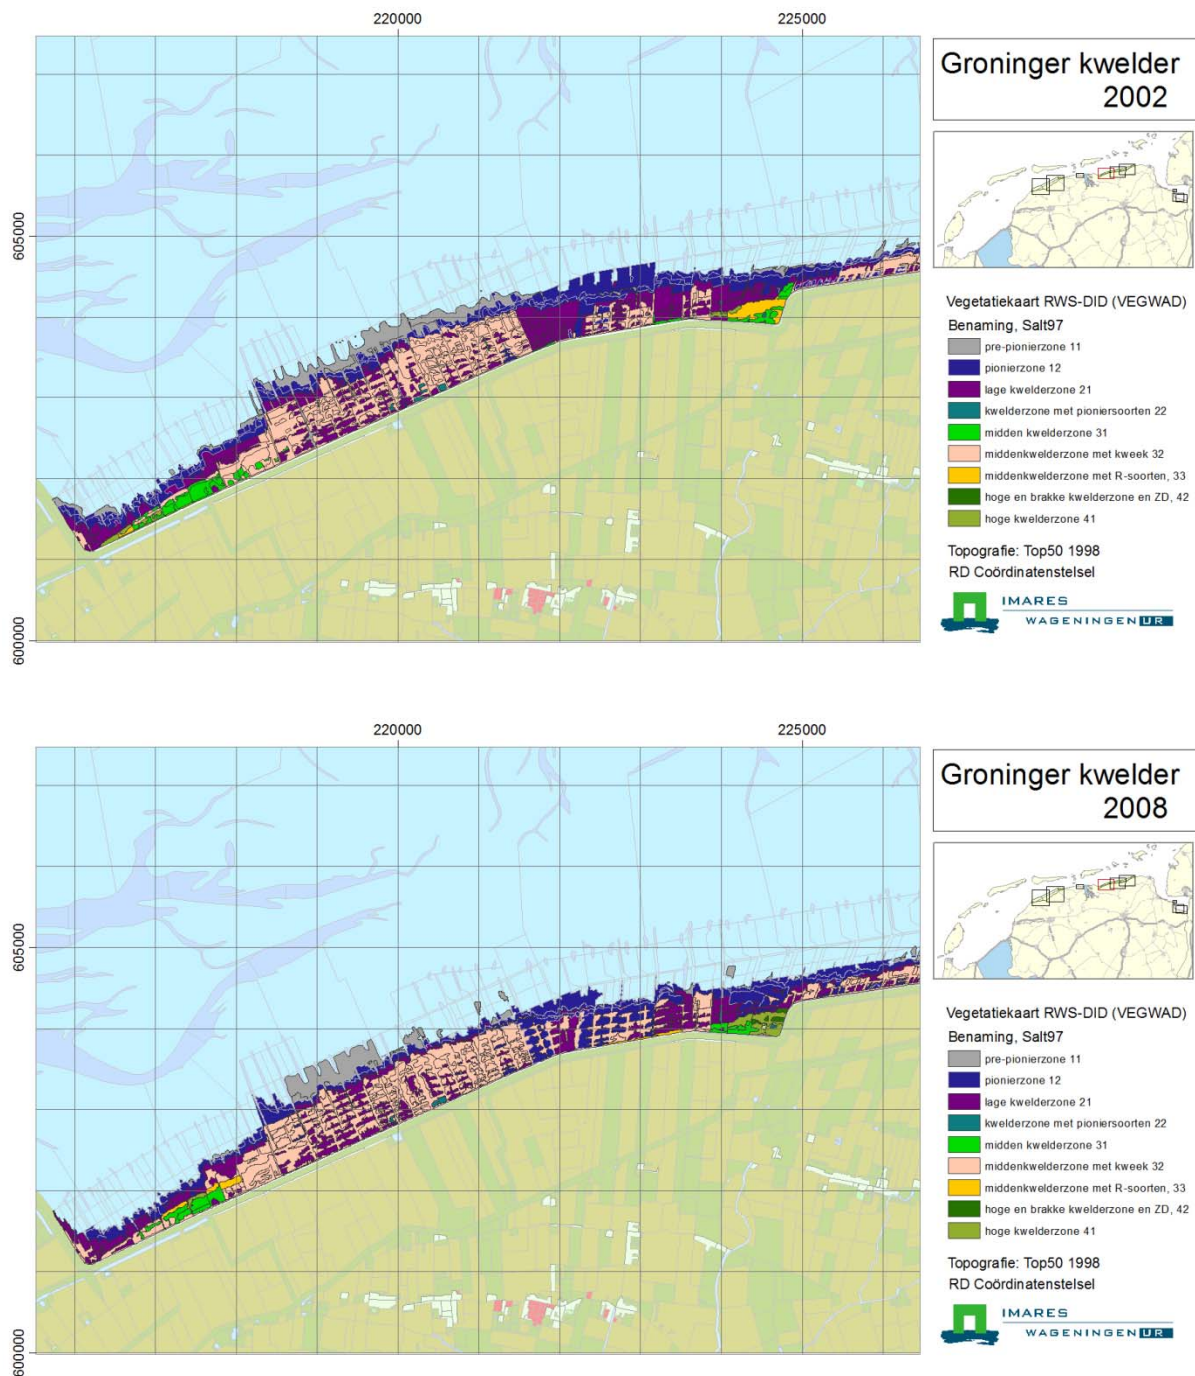 220000
225000
605000
600000
Groninger kwelder
2002
Vegetatiekaart RWS-DID (VEGWAD)
Benaming, Salt97
pre-pionierzone 11
pionierzone 12
lage kwelderzone 21
kwelderzone met pioniersoorten 22
midden kwelderzone 31
middenkwelderzone met kweek 32
middenkwelderzone met R-soorten, 33
hoge en brakke kwelderzone en ZD, 42
hoge kwelderzone 41
Topografie: Top50 1998
RD Coördinatenstelsel
IMARES
WAGENINGEN UR
220000
225000
605000
600000
Groninger kwelder
2008
Vegetatiekaart RWS-DID (VEGWAD)
Benaming, Salt97
pre-pionierzone 11
pionierzone 12
lage kwelderzone 21
kwelderzone met pioniersoorten 22
midden kwelderzone 31
middenkwelderzone met kweek 32
middenkwelderzone met R-soorten, 33
hoge en brakke kwelderzone en ZD, 42
hoge kwelderzone 41
Topografie: Top50 1998
RD Coördinatenstelsel
IMARES
WAGENINGEN UR